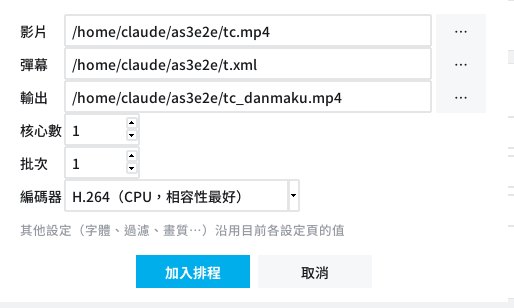 影片 /home/claude/as3e2e/tc.mp4 …
彈幕 /home/claude/as3e2e/t.xml …
輸出 /home/claude/as3e2e/tc_danmaku.mp4 …
核心數 1
批次 1
編碼器 H.264（CPU，相容性最好）
其他設定（字體、過濾、畫質…）沿用目前各設定頁的值
加入排程 取消